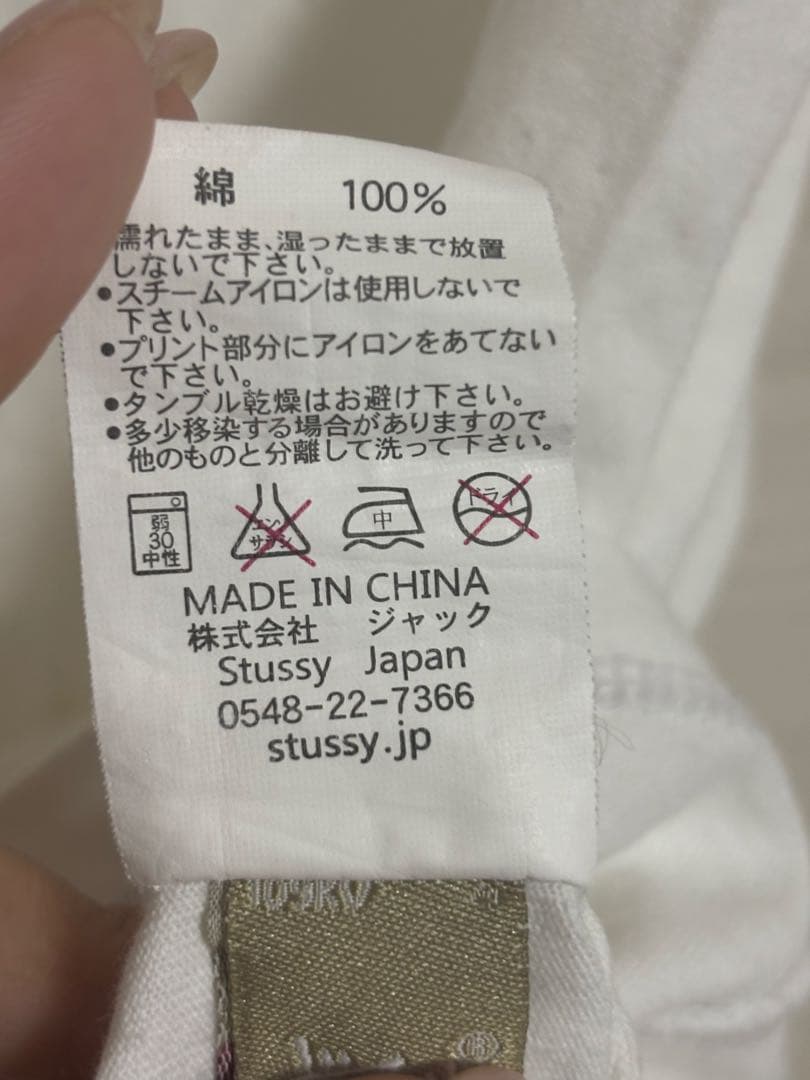 綿 100%
濡れたまま、湿ったままで放置
しないで下さい。
●スチームアイロンは使用しないで
下さい。
●プリント部分にアイロンをあてない
で下さい。
●タンブル乾燥はお避け下さい。
●多少移染する場合がありますので
他のものと分離して洗って下さい。
弱
30
中性
エンソ
サラシ
中
ドライ
MADE IN CHINA
株式会社 ジャック
Stussy Japan
0548-22-7366
stussy.jp